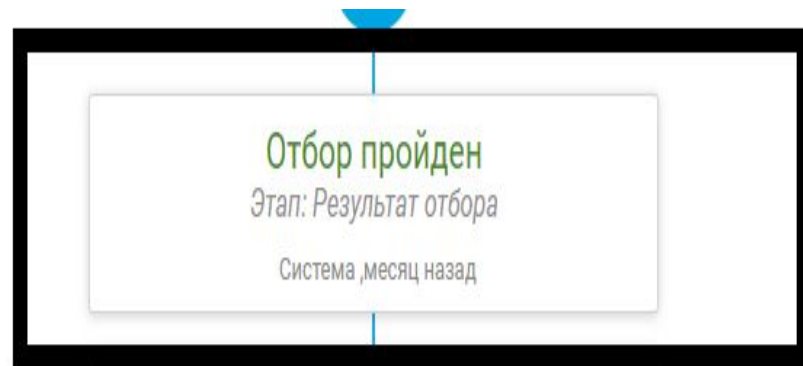 Отбор пройден
Этап: Результат отбора
Система ,месяц назад